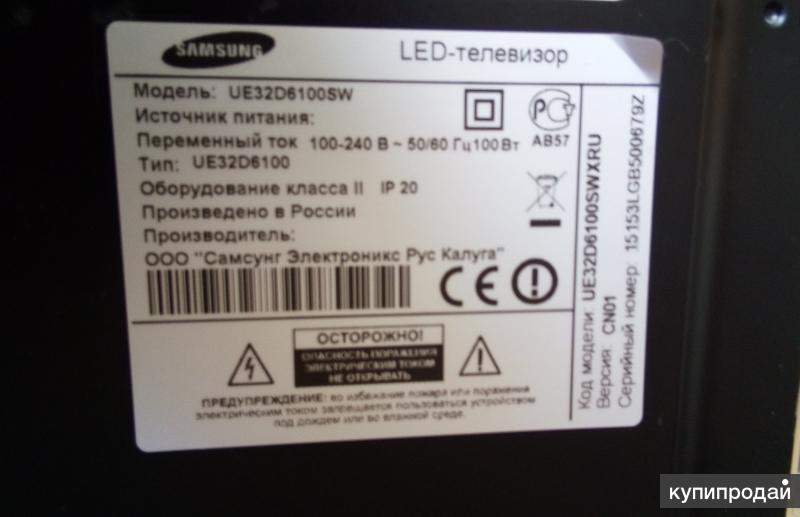 SAMSUNG
LED-телевизор
Модель: UE32D6100SW
Источник питания:
Переменный ток 100-240 В ~ 50/60 Гц 100 Вт
Тип: UE32D6100
Оборудование класса II IP 20
Произведено в России
Производитель:
ООО "Самсунг Электроникс Рус Калуга"
РСТ
АВ57
CE
ОСТОРОЖНО!
ОПАСНОСТЬ ПОРАЖЕНИЯ
ЭЛЕКТРИЧЕСКИМ ТОКОМ
НЕ ОТКРЫВАТЬ
ПРЕДУПРЕЖДЕНИЕ: во избежание пожара или поражения
электрическим током запрещается пользоваться устройством
под дождем или во влажной среде.
Код модели: UE32D6100SWXRU
Версия: CN01
Серийный номер: 15153LGB500679Z
купипродай